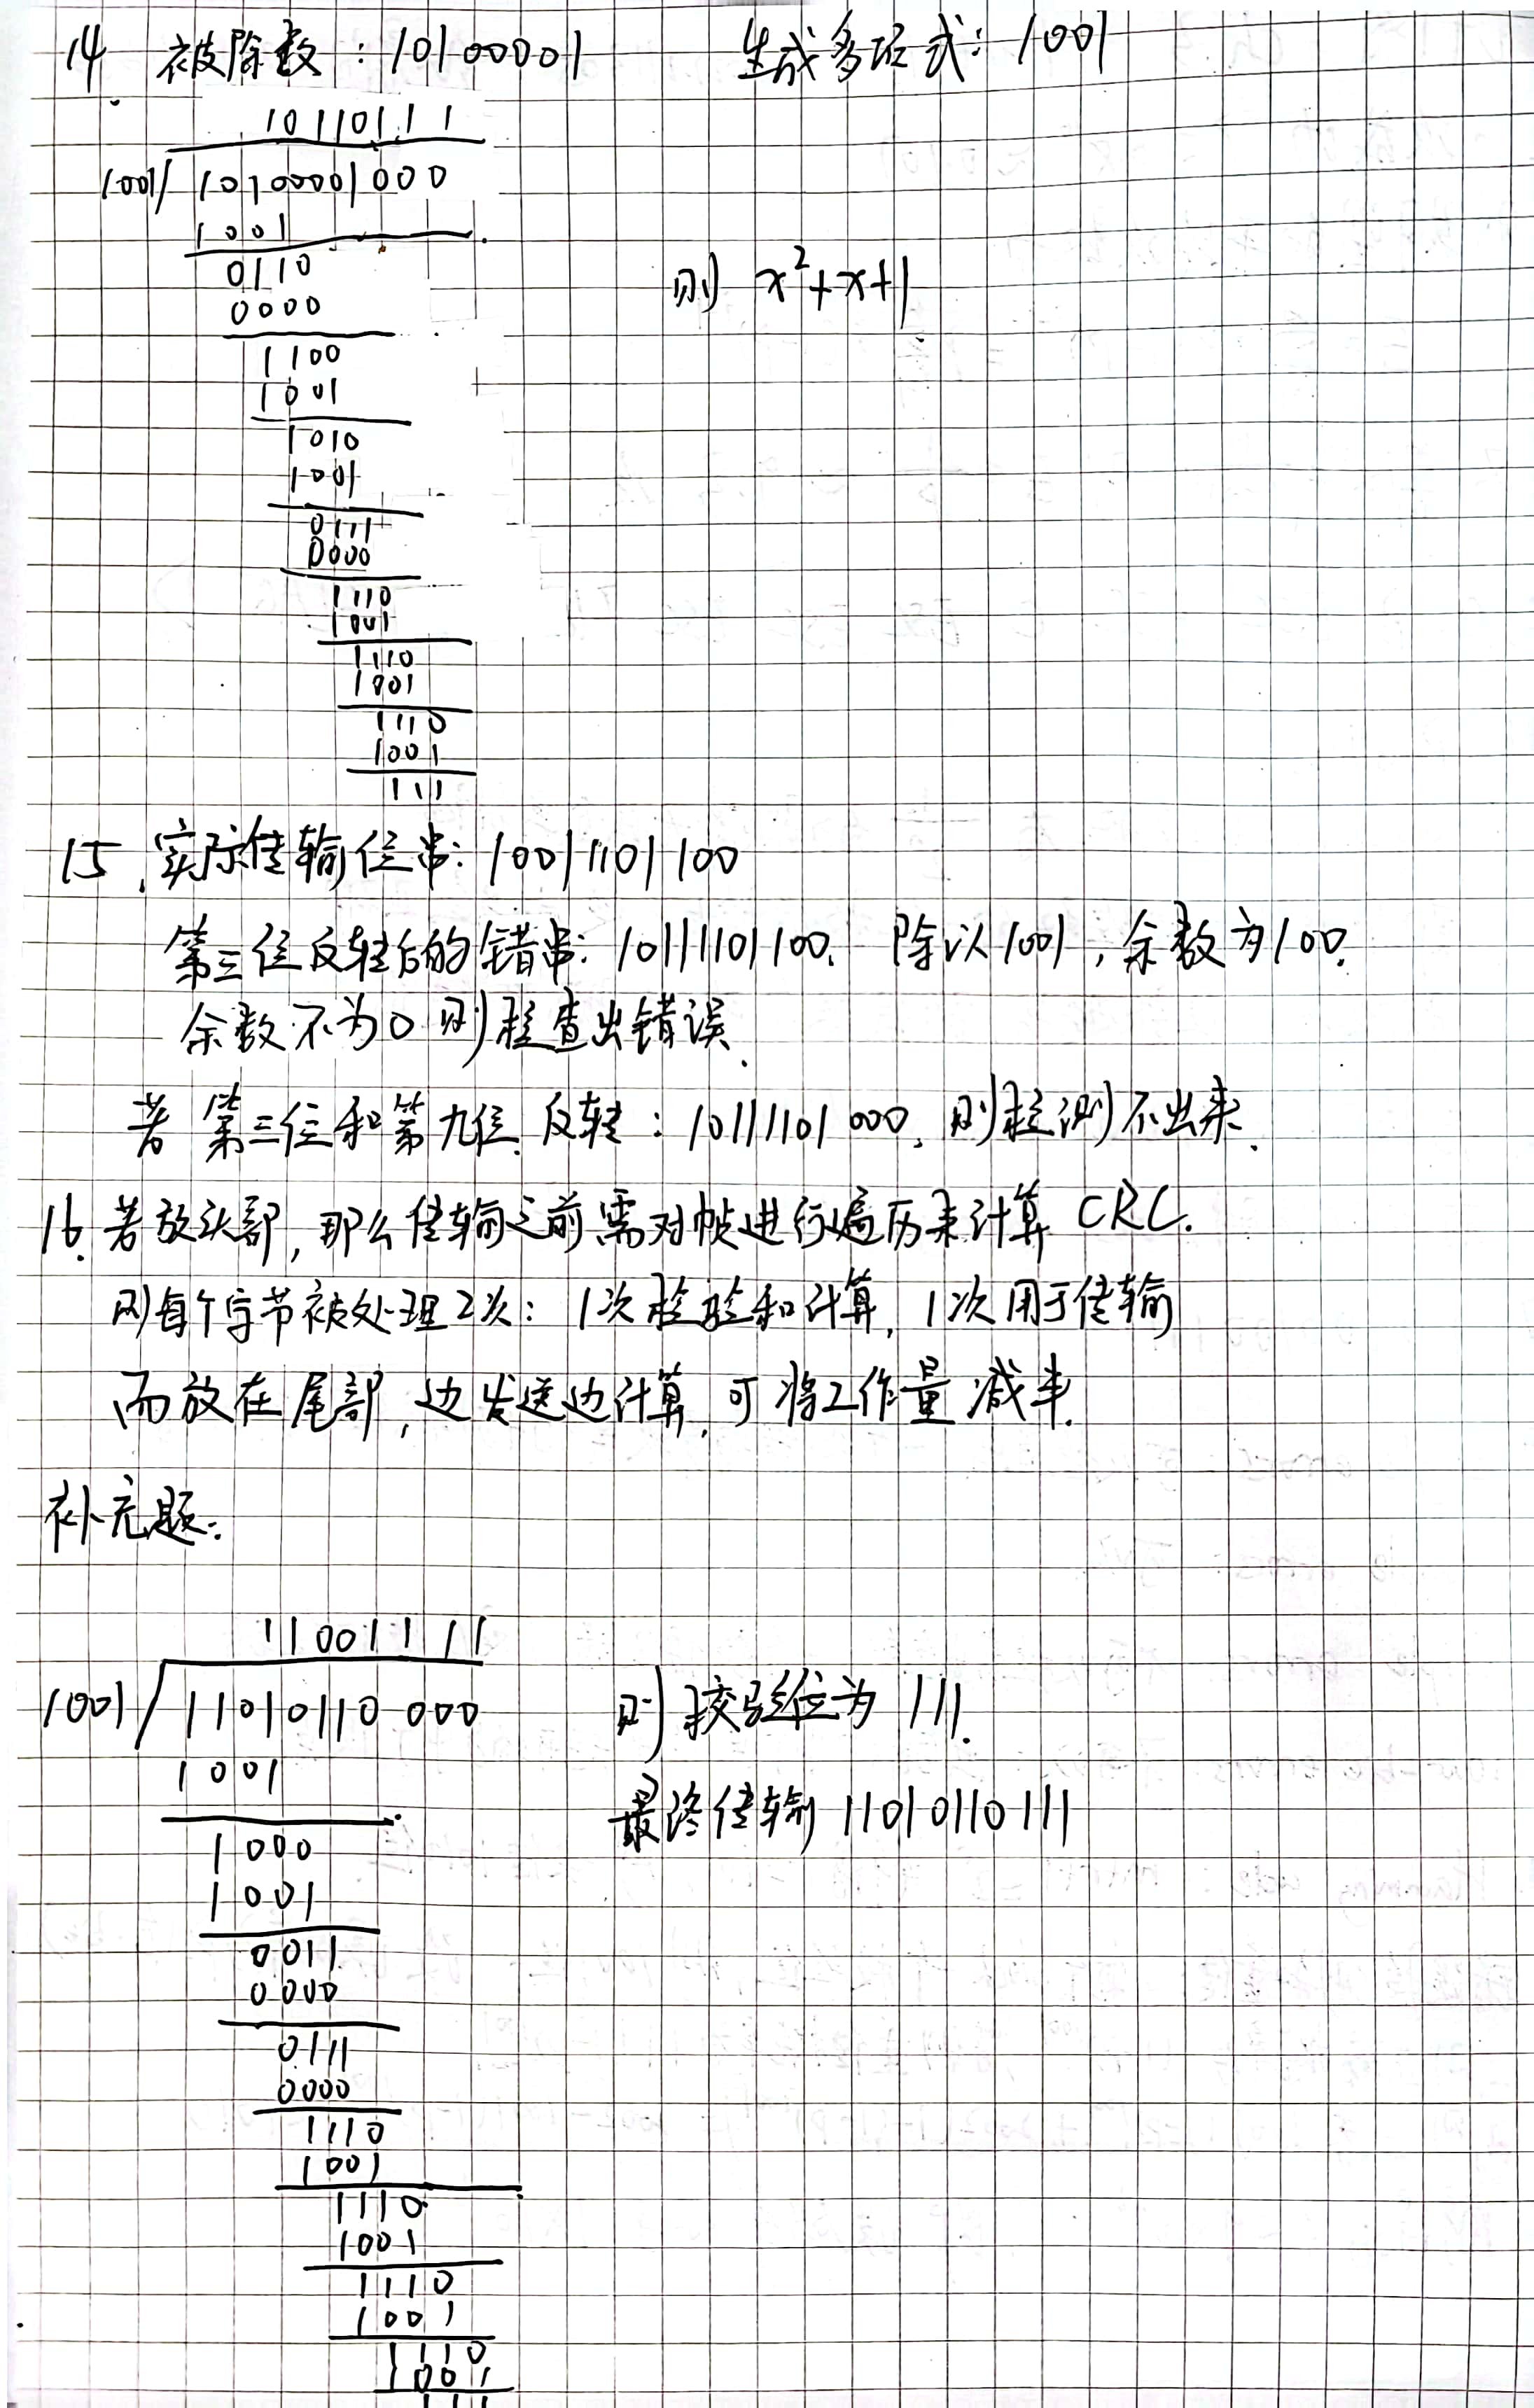 14. 被除数：10100001 生成多项式：1001
10110111
1001/ 10100001000
1001
0110
则 x²+x+1
0000
1100
1001
1010
1001
0111
0000
1110
1001
1110
1001
1110
1001
111
15. 实际传输位串：10011101100
第三位反转后的错串：10111101100. 除以1001，余数为100.
余数不为0 则检查出错误.
若 第三位和第九位反转：10111101000, 则检测不出来.
16. 若放头部, 那么传输之前需对帧进行遍历来计算 CRC.
则每个字节被处理2次：1次检验和计算, 1次用于传输
而放在尾部, 边发送边计算, 可将工作量减半.
补充题：
11001111
1001/ 11010110000 则校验位为 111.
1001
最终传输 11010110111
1000
1001
0011
0000
0111
0000
1110
1001
1110
1001
1110
1001
1110
1001
111